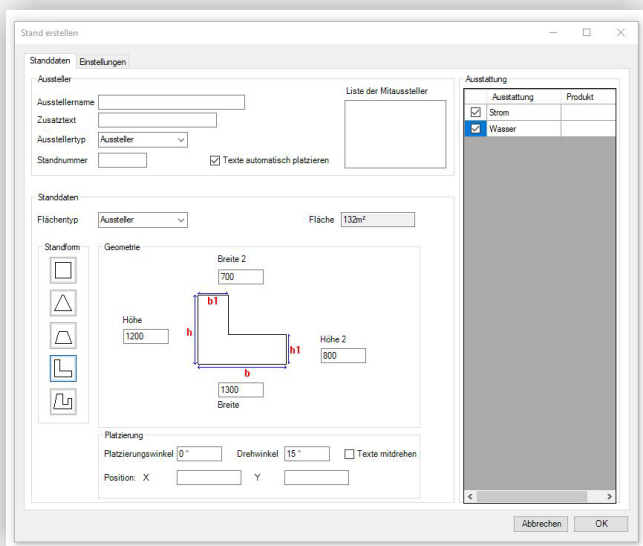 Stand erstellen
Standdaten Einstellungen
Aussteller
Ausstellername
Zusatztext
Ausstellertyp Aussteller
Standnummer
Texte automatisch platzieren
Liste der Mitaussteller
Standdaten
Flächentyp Aussteller
Fläche 132m²
Standform
Geometrie
Breite 2
700
b1
Höhe
1200
h
h1
Höhe 2
800
b
1300
Breite
Platzierung
Platzierungswinkel 0 ° Drehwinkel 15 ° Texte mitdrehen
Position: X Y
Ausstattung
Ausstattung Produkt
Strom
Wasser
Abbrechen OK